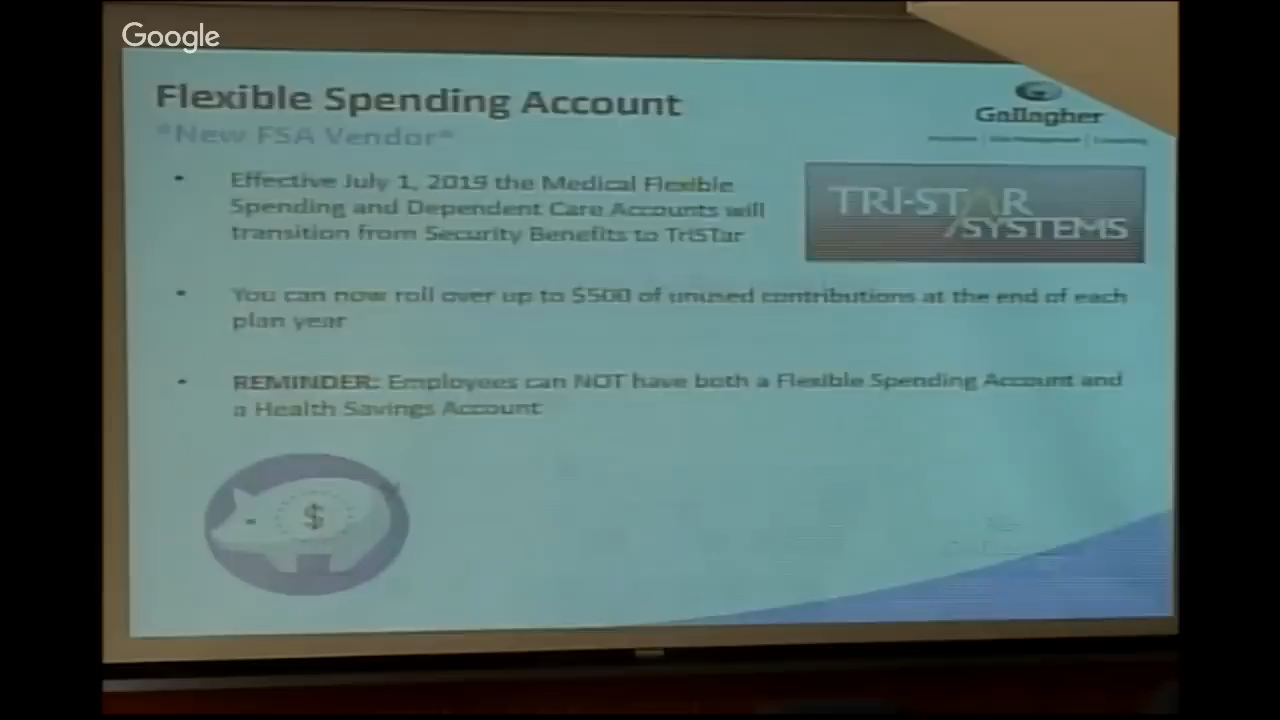 Google
Flexible Spending Account
*New FSA Vendor*
Gallagher
• Effective July 1, 2019 the Medical Flexible
Spending and Dependent Care Accounts will
transition from Security Benefits to TriSTar
TRI-STAR
SYSTEMS
• You can now roll over up to $500 of unused contributions at the end of each
plan year
• REMINDER: Employees can NOT have both a Flexible Spending Account and
a Health Savings Account
$